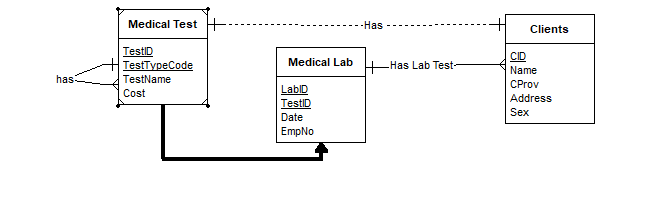 Medical Test
TestID
TestTypeCode
TestName
Cost
has
Has
Medical Lab
LabID
TestID
Date
EmpNo
Has Lab Test
Clients
CID
Name
CProv
Address
Sex